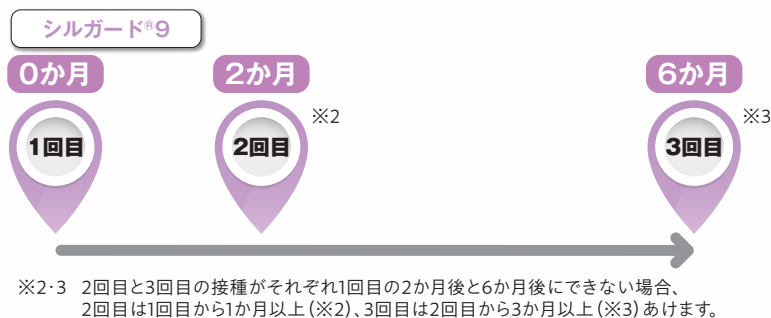 シルガード®9
0か月 2か月 6か月
1回目 2回目 ※2 3回目 ※3
※2・3 2回目と3回目の接種がそれぞれ1回目の2か月後と6か月後にできない場合、
2回目は1回目から1か月以上(※2)、3回目は2回目から3か月以上(※3)あけます。